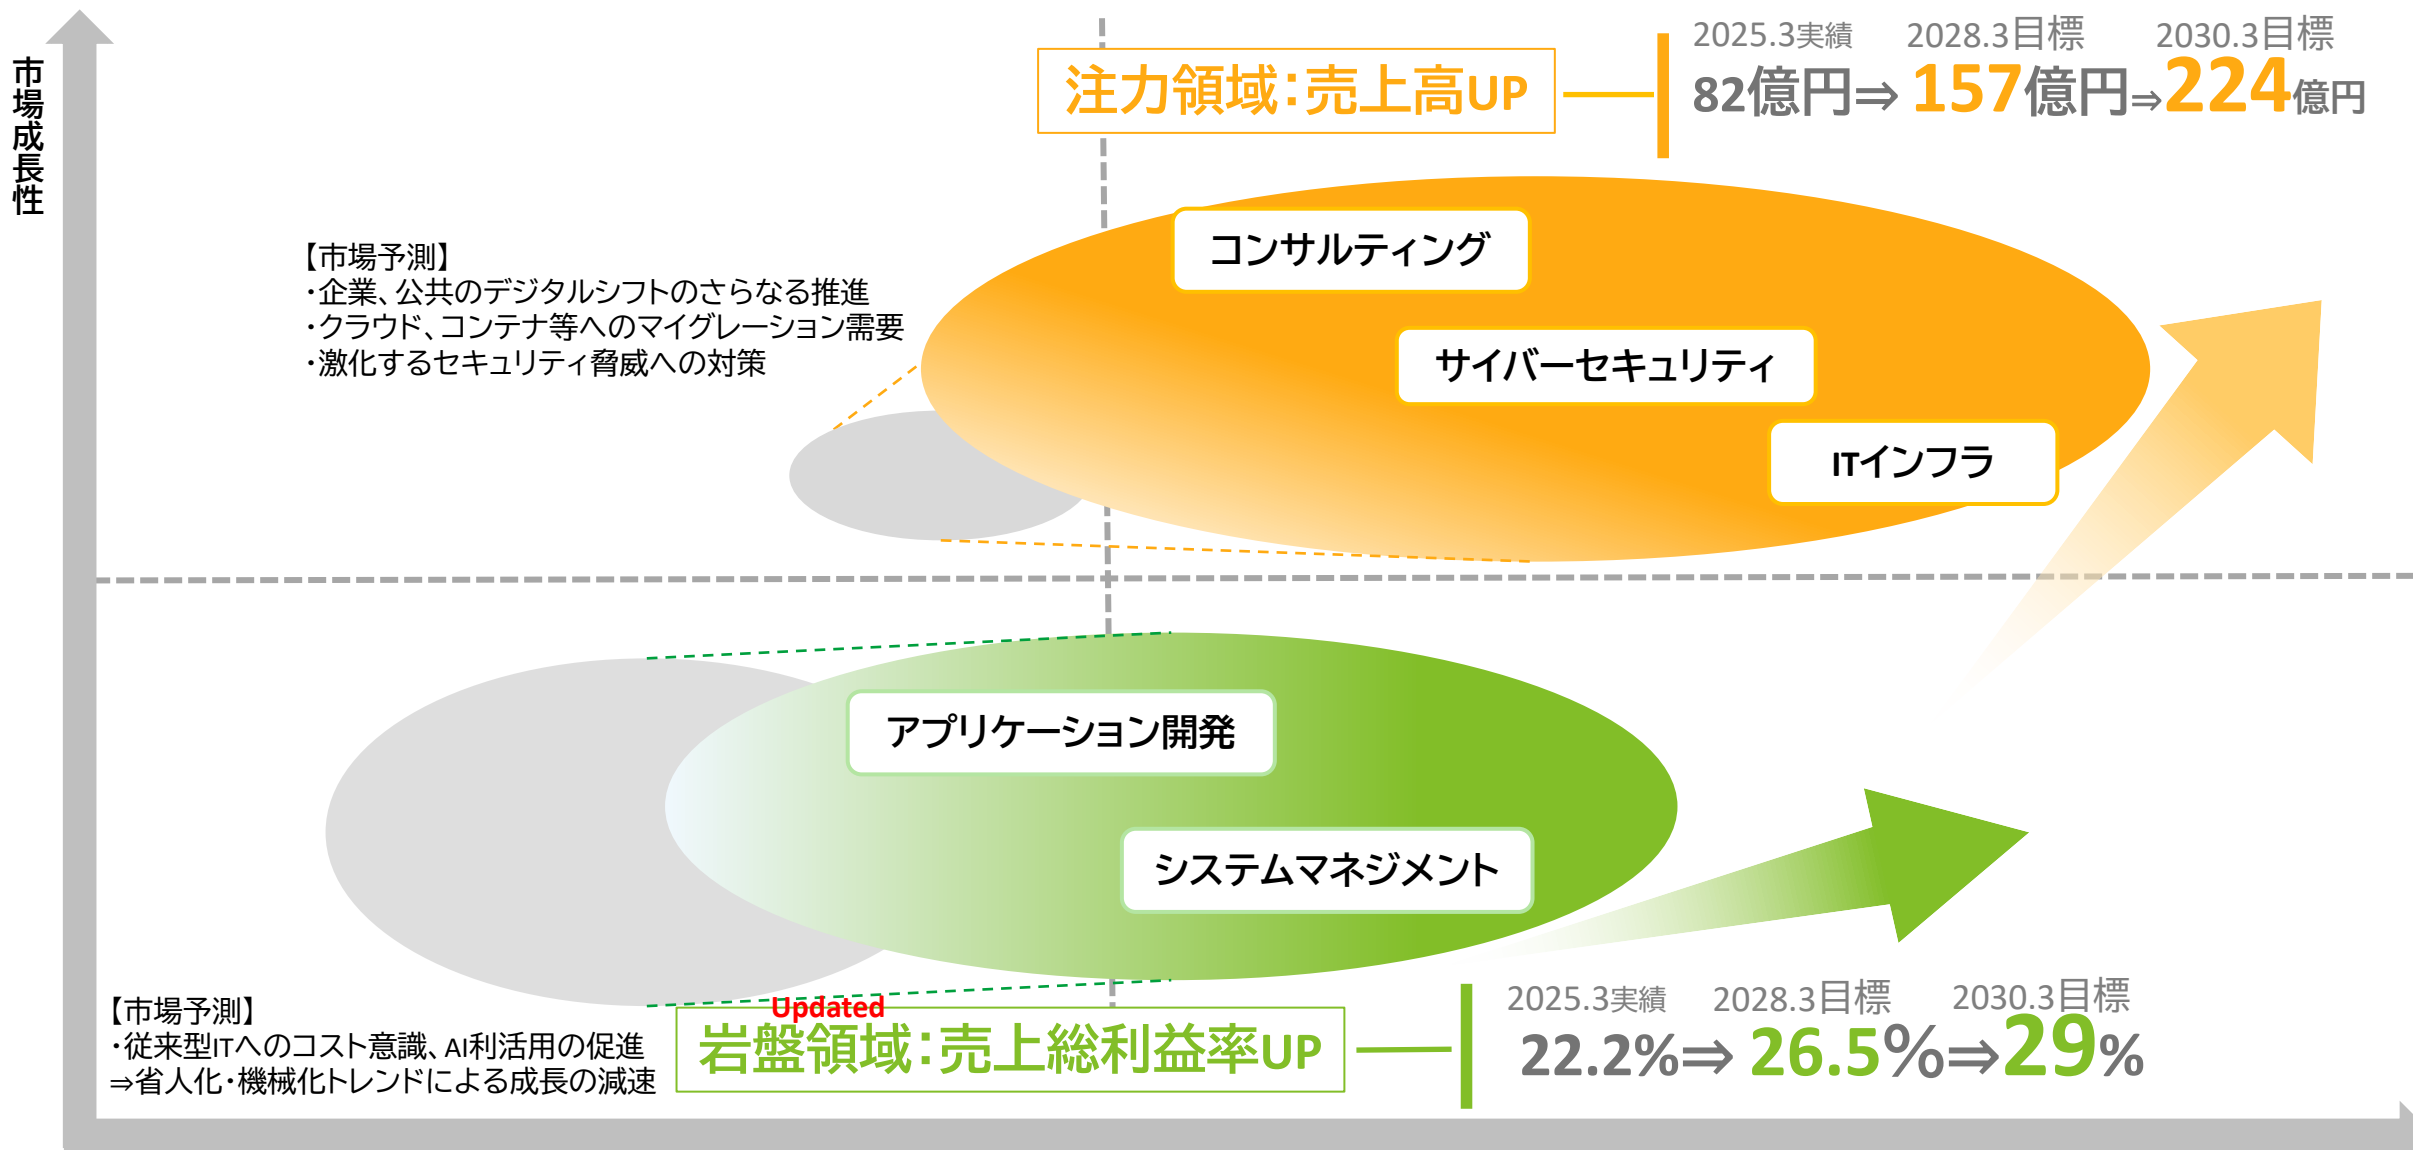 市場成長性
注力領域：売上高UP
2025.3実績 2028.3目標 2030.3目標
82億円⇒ 157億円⇒224億円
【市場予測】
・企業、公共のデジタルシフトのさらなる推進
・クラウド、コンテナ等へのマイグレーション需要
・激化するセキュリティ脅威への対策
コンサルティング
サイバーセキュリティ
ITインフラ
アプリケーション開発
システムマネジメント
【市場予測】
・従来型ITへのコスト意識、AI利活用の促進
⇒省人化・機械化トレンドによる成長の減速
Updated
岩盤領域：売上総利益率UP
2025.3実績 2028.3目標 2030.3目標
22.2%⇒ 26.5%⇒29%